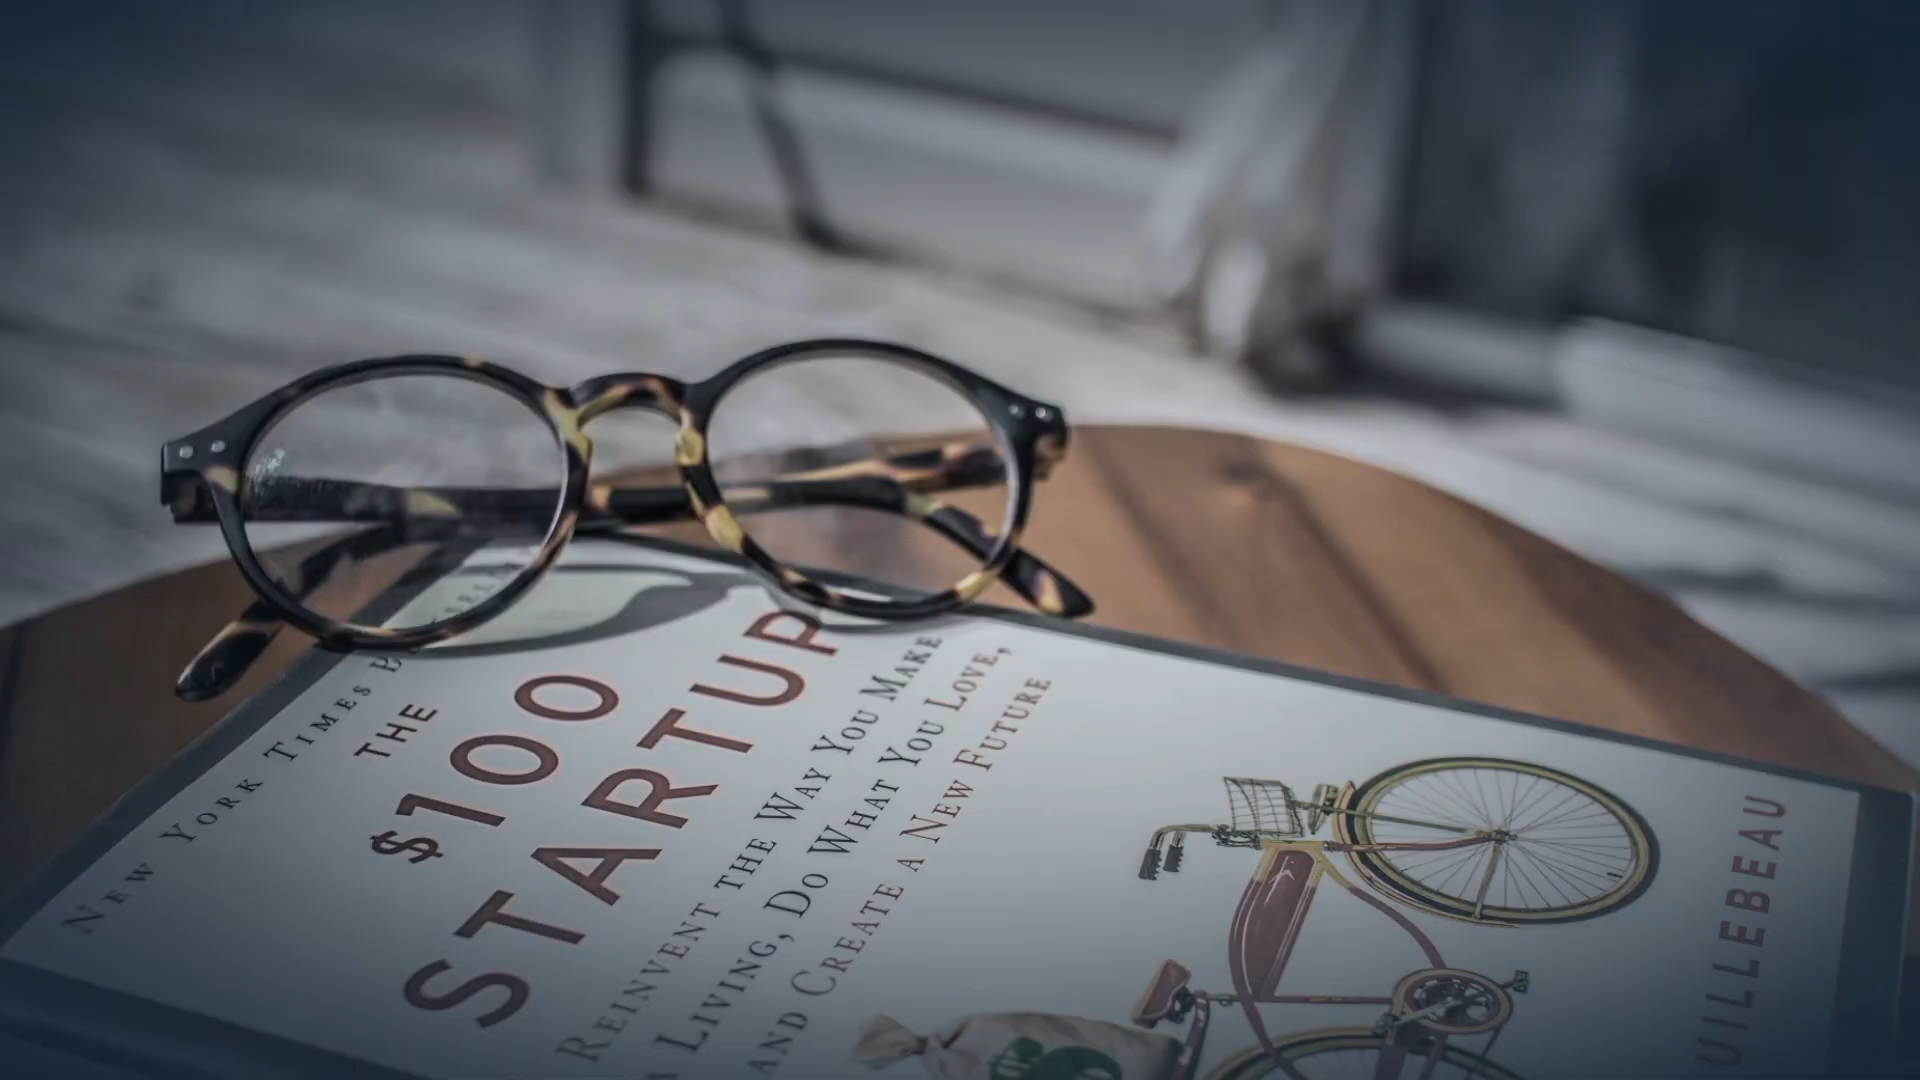 NEW YORK TIMES
THE
$100
STARTUP
REINVENT THE WAY YOU MAKE
A LIVING, DO WHAT YOU LOVE,
AND CREATE A NEW FUTURE
UILLEBEAU